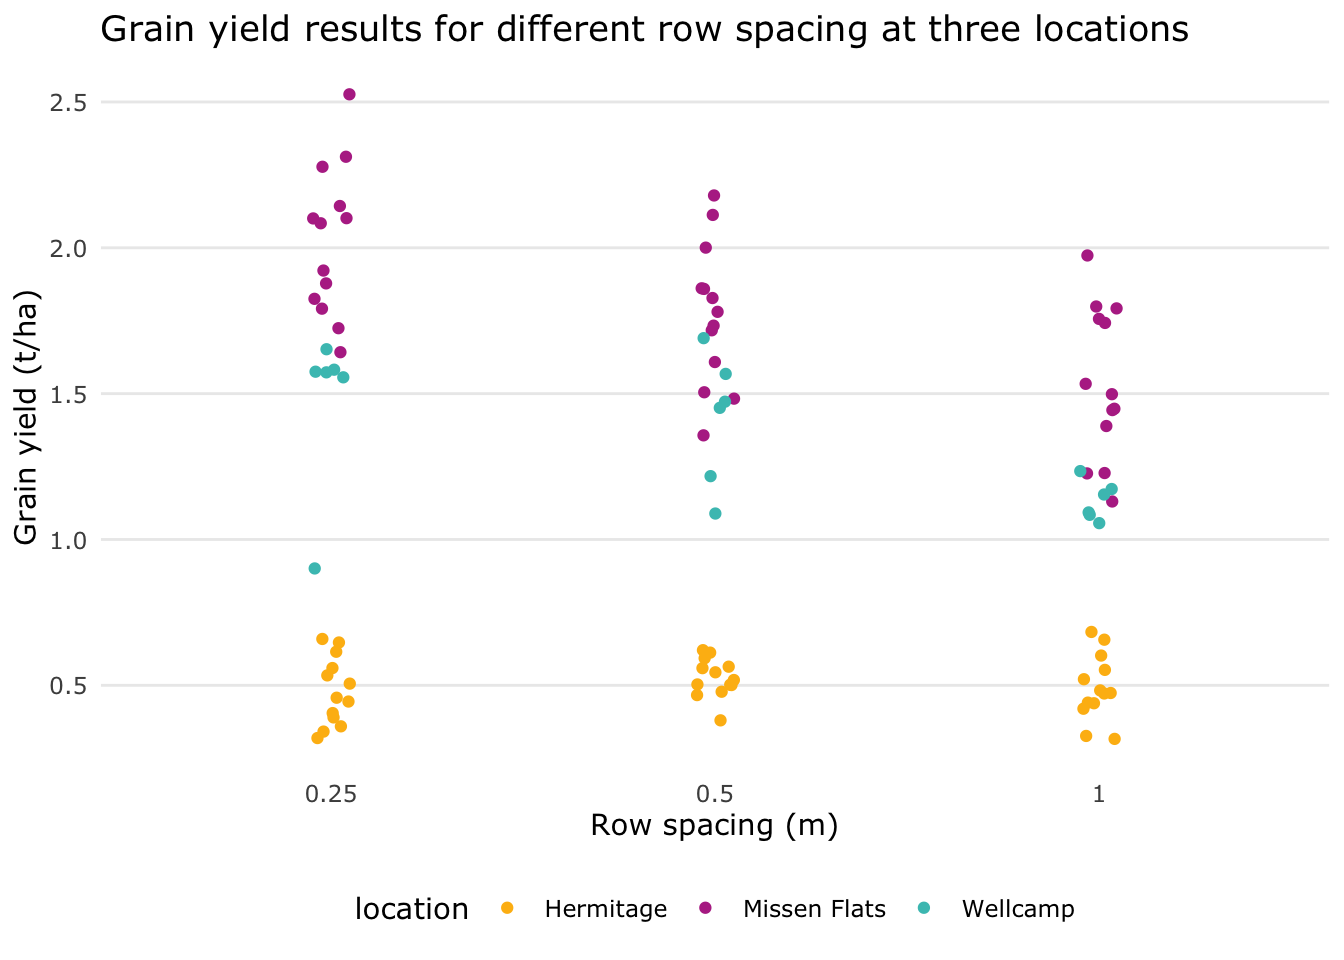 Grain yield results for different row spacing at three locations
2.5
2.0
1.5
1.0
0.5
Grain yield (t/ha)
0.25 0.5 1
Row spacing (m)
location Hermitage Missen Flats Wellcamp